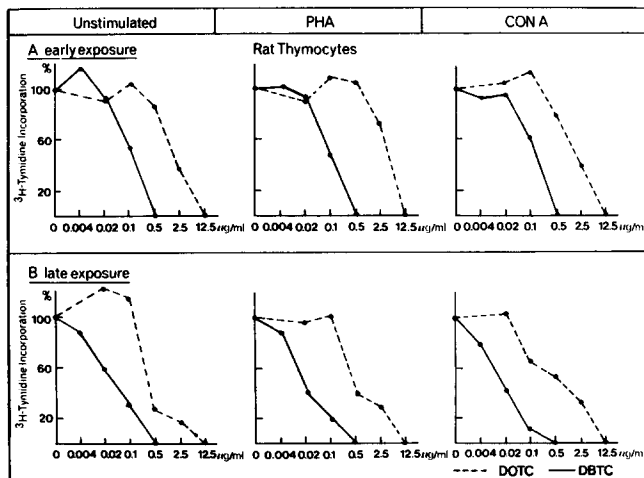 Unstimulated PHA CON A
A early exposure Rat Thymocytes
%
100
60
20
³H-Tymidine Incorporation
0 0.004 0.02 0.1 0.5 2.5 12.5 µg/ml 0 0.004 0.02 0.1 0.5 2.5 12.5 µg/ml 0 0.004 0.02 0.1 0.5 2.5 12.5 µg/ml
B late exposure
%
100
60
20
³H-Tymidine Incorporation
0 0.004 0.02 0.1 0.5 2.5 12.5 µg/ml 0 0.004 0.02 0.1 0.5 2.5 12.5 µg/ml 0 0.004 0.02 0.1 0.5 2.5 12.5 µg/ml
DOTC DBTC